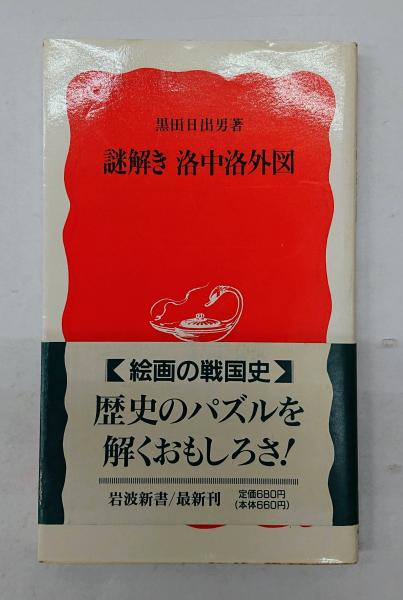 黒田日出男著
謎解き 洛中洛外図
【絵画の戦国史】
歴史のパズルを
解くおもしろさ!
岩波新書/最新刊
定価680円
(本体660円)